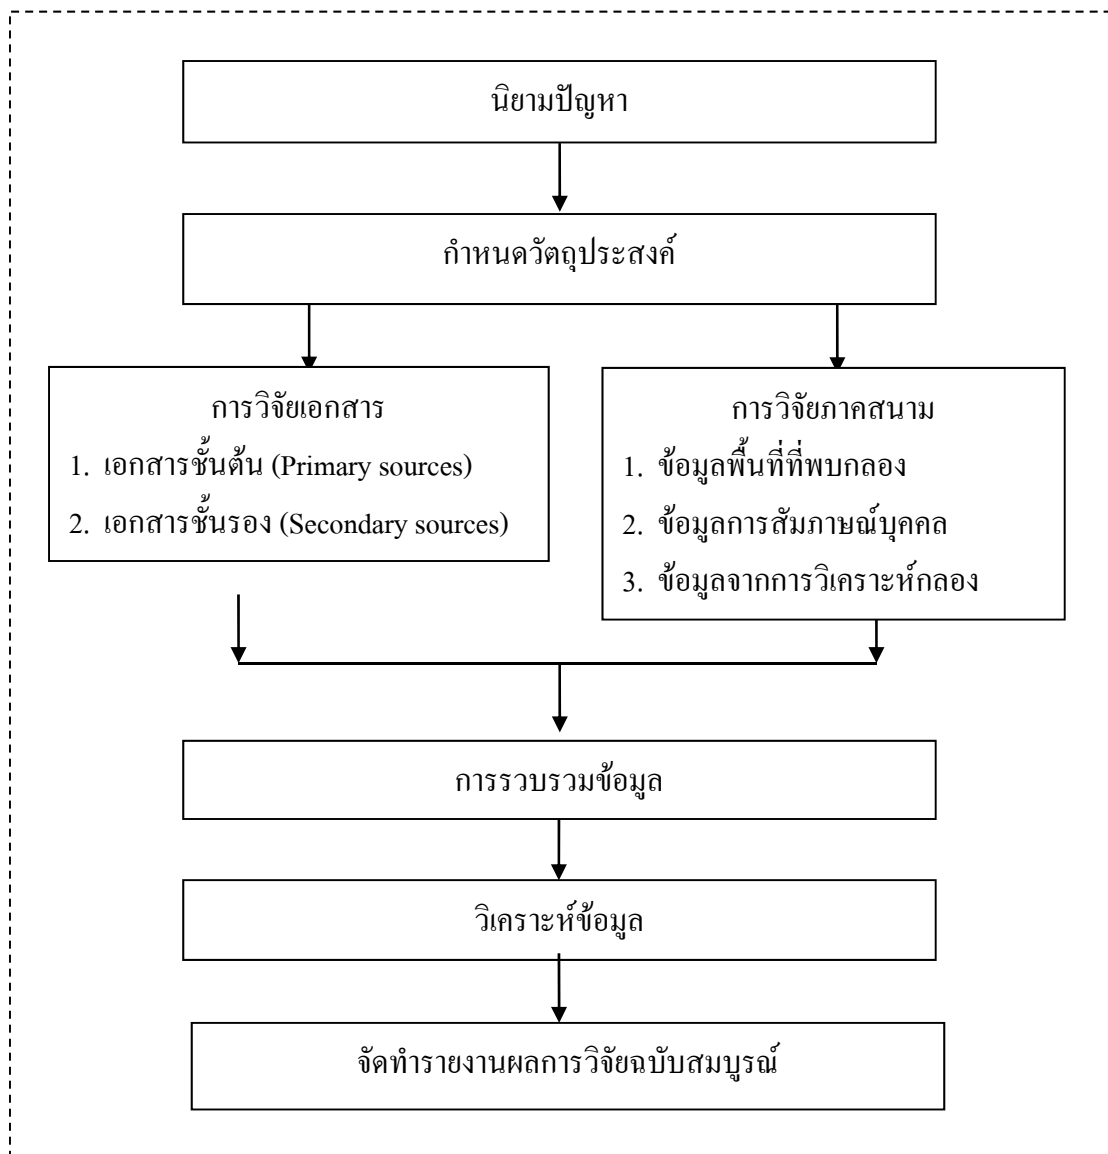 นิยามปัญหา
กำหนดวัตถุประสงค์
การวิจัยเอกสาร
1. เอกสารชั้นต้น (Primary sources)
2. เอกสารชั้นรอง (Secondary sources)
การวิจัยภาคสนาม
1. ข้อมูลพื้นที่ที่พบกลอง
2. ข้อมูลการสัมภาษณ์บุคคล
3. ข้อมูลจากการวิเคราะห์กลอง
การรวบรวมข้อมูล
วิเคราะห์ข้อมูล
จัดทำรายงานผลการวิจัยฉบับสมบูรณ์